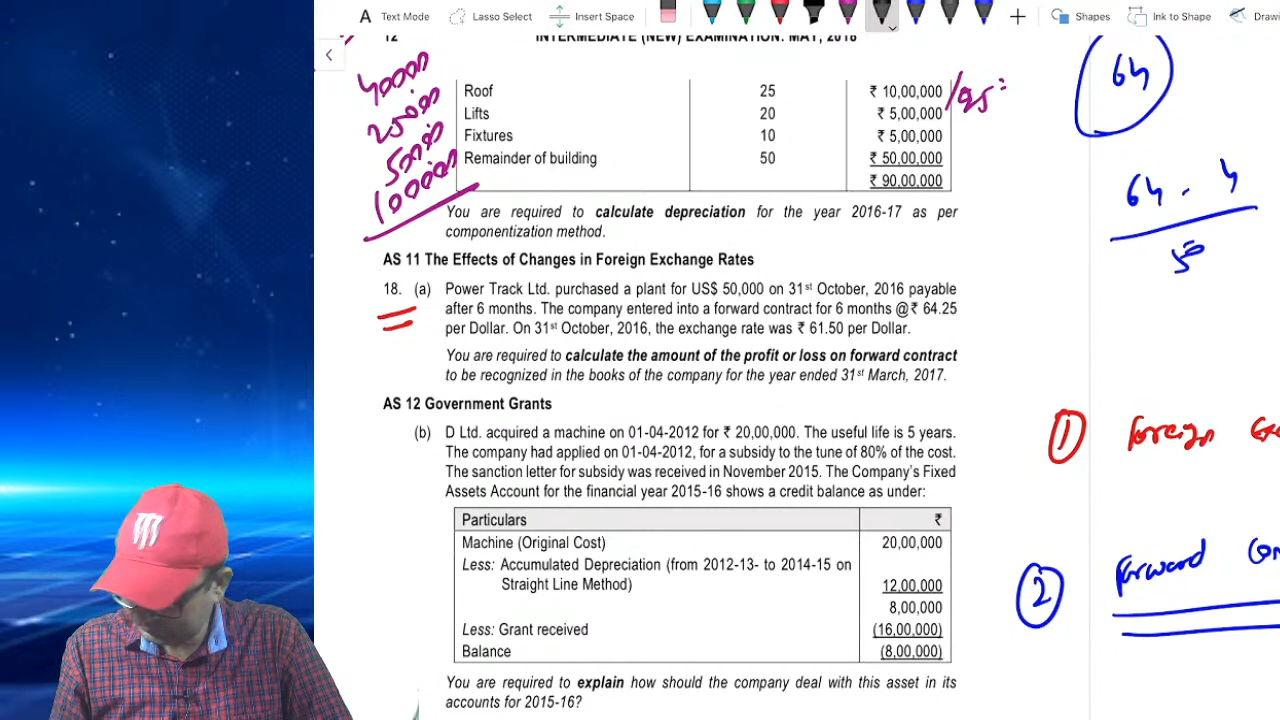 A Text Mode Lasso Select Insert Space Shapes Ink to Shape Drawi
12 INTERMEDIATE (NEW) EXAMINATION: MAY, 2018
40000
25000
50000
100000
Roof 25 ₹ 10,00,000 /25=
Lifts 20 ₹ 5,00,000
Fixtures 10 ₹ 5,00,000
Remainder of building 50 ₹ 50,00,000
₹ 90,00,000
You are required to calculate depreciation for the year 2016-17 as per
componentization method.
AS 11 The Effects of Changes in Foreign Exchange Rates
18. (a) Power Track Ltd. purchased a plant for US$ 50,000 on 31st October, 2016 payable
after 6 months. The company entered into a forward contract for 6 months @₹ 64.25
per Dollar. On 31st October, 2016, the exchange rate was ₹ 61.50 per Dollar.
You are required to calculate the amount of the profit or loss on forward contract
to be recognized in the books of the company for the year ended 31st March, 2017.
AS 12 Government Grants
(b) D Ltd. acquired a machine on 01-04-2012 for ₹ 20,00,000. The useful life is 5 years.
The company had applied on 01-04-2012, for a subsidy to the tune of 80% of the cost.
The sanction letter for subsidy was received in November 2015. The Company's Fixed
Assets Account for the financial year 2015-16 shows a credit balance as under:
Particulars ₹
Machine (Original Cost) 20,00,000
Less: Accumulated Depreciation (from 2012-13- to 2014-15 on
Straight Line Method) 12,00,000
8,00,000
Less: Grant received (16,00,000)
Balance (8,00,000)
You are required to explain how should the company deal with this asset in its
accounts for 2015-16?
64
64 - 4
50
1 Foreign
2 Forward